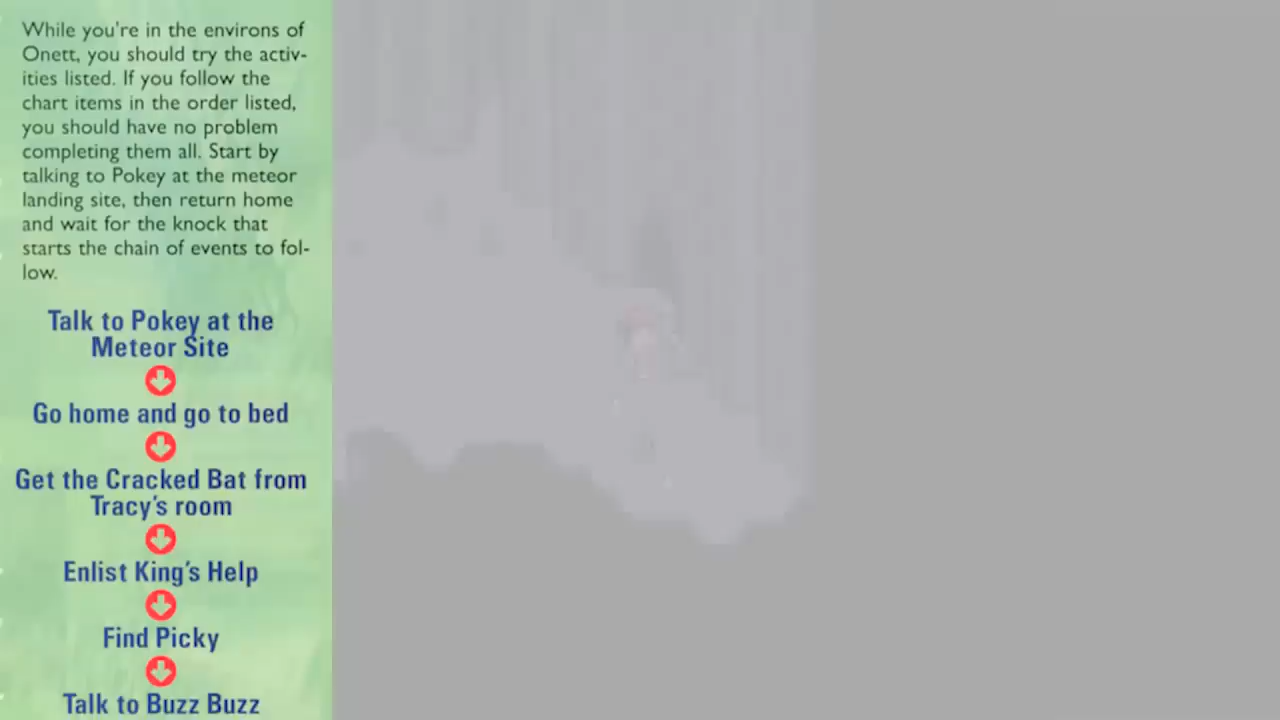 While you're in the environs of
Onett, you should try the activ-
ities listed. If you follow the
chart items in the order listed,
you should have no problem
completing them all. Start by
talking to Pokey at the meteor
landing site, then return home
and wait for the knock that
starts the chain of events to fol-
low.
Talk to Pokey at the
Meteor Site
Go home and go to bed
Get the Cracked Bat from
Tracy's room
Enlist King's Help
Find Picky
Talk to Buzz Buzz